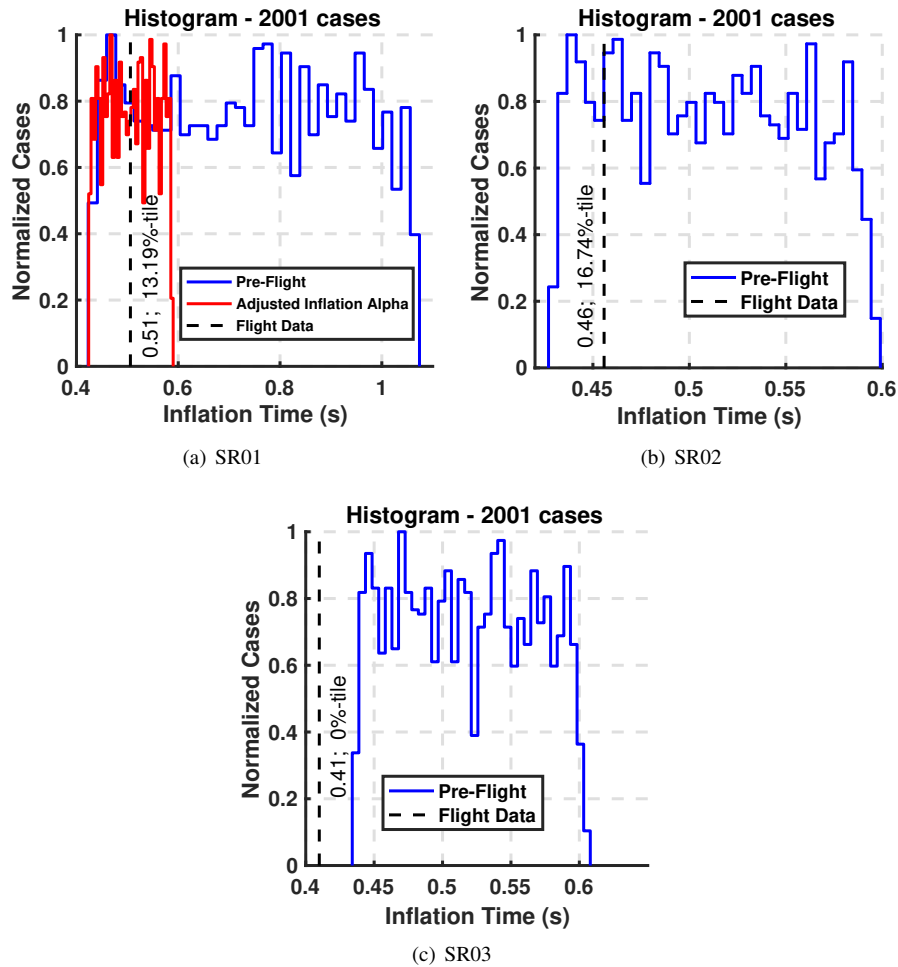 Histogram - 2001 cases
Normalized Cases
1
0.8
0.6
0.4
0.2
0
0.51; 13.19%-tile
Pre-Flight
Adjusted Inflation Alpha
Flight Data
0.4 0.6 0.8 1
Inflation Time (s)
(a) SR01
Histogram - 2001 cases
Normalized Cases
1
0.8
0.6
0.4
0.2
0
0.46; 16.74%-tile
Pre-Flight
Flight Data
0.45 0.5 0.55 0.6
Inflation Time (s)
(b) SR02
Histogram - 2001 cases
Normalized Cases
1
0.8
0.6
0.4
0.2
0
0.41; 0%-tile
Pre-Flight
Flight Data
0.4 0.45 0.5 0.55 0.6
Inflation Time (s)
(c) SR03